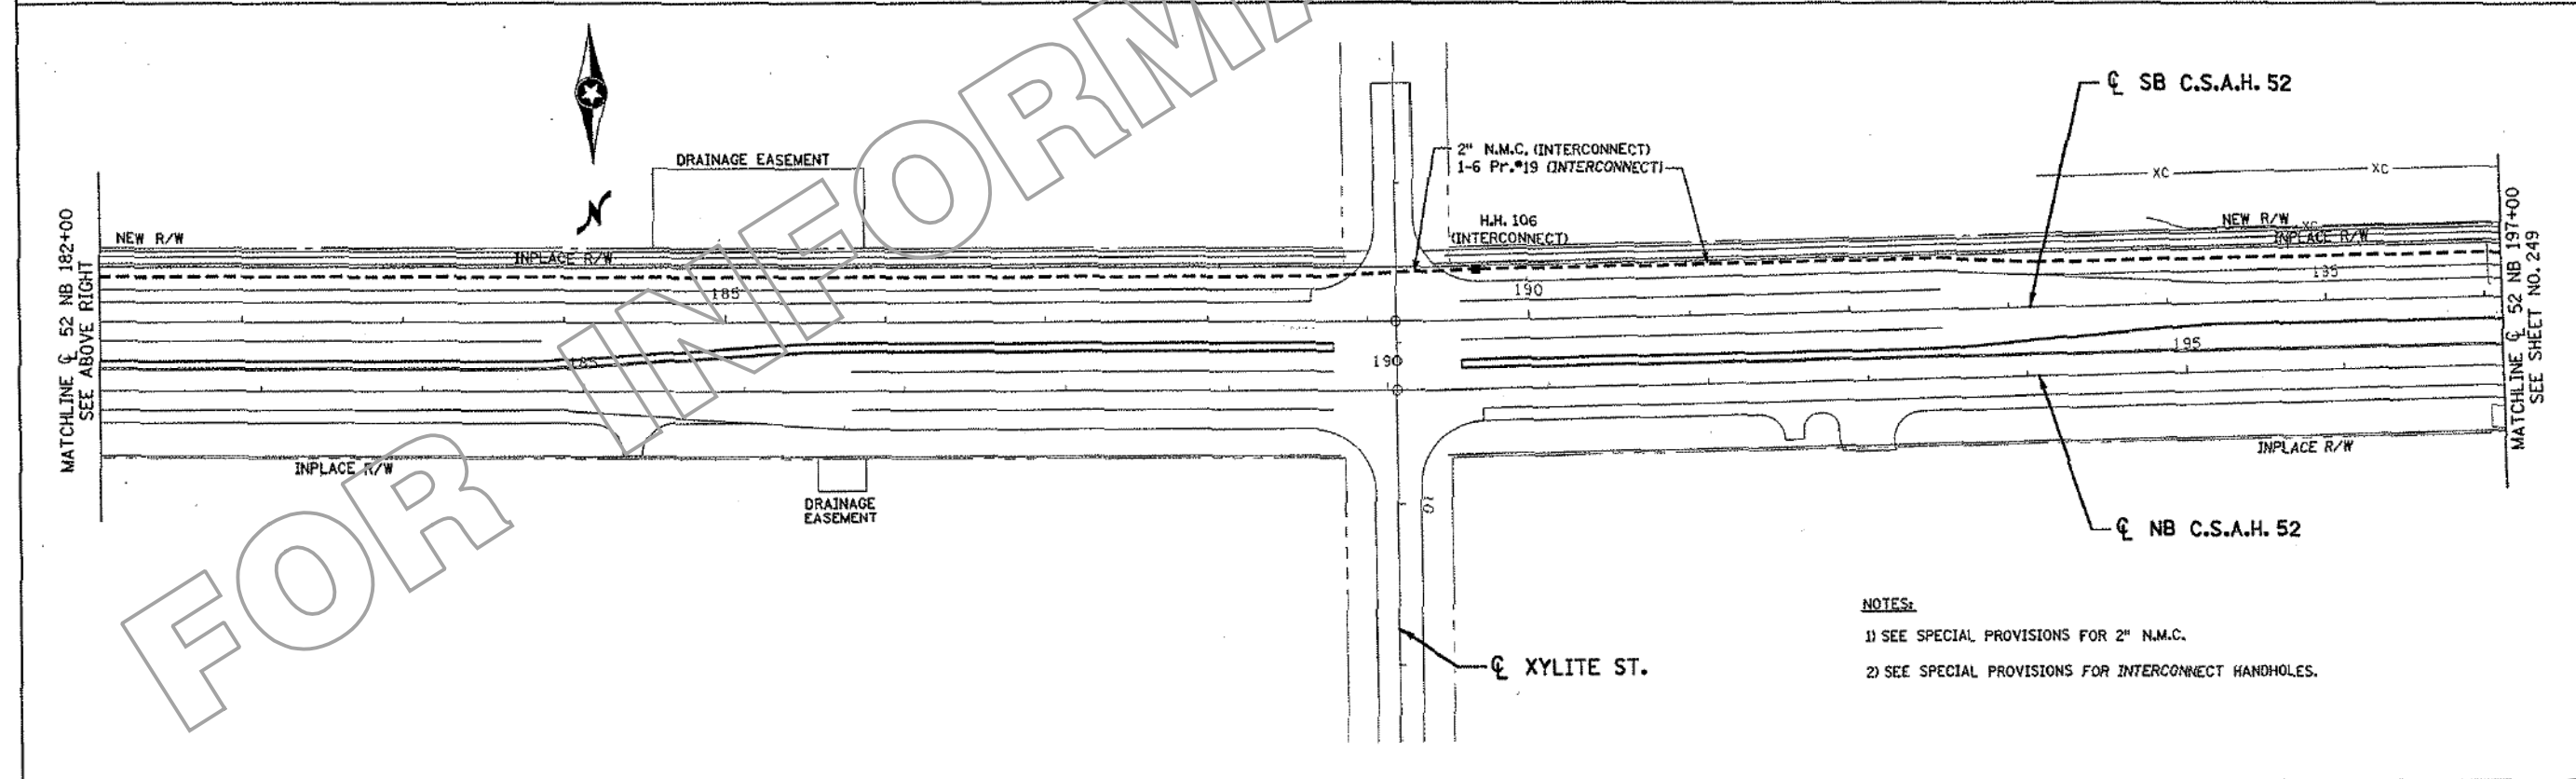 FOR INFORMA
N
DRAINAGE EASEMENT
℄ SB C.S.A.H. 52
2" N.M.C. (INTERCONNECT)
1-6 Pr.#19 (INTERCONNECT)
H.H. 106
(INTERCONNECT)
XC
XC
NEW R/W
XC
INPLACE R/W
MATCHLINE ℄ 52 NB 182+00
SEE ABOVE RIGHT
NEW R/W
INPLACE R/W
185
190
195
185
190
195
MATCHLINE ℄ 52 NB 197+00
SEE SHEET NO. 249
INPLACE R/W
DRAINAGE
EASEMENT
10
INPLACE R/W
℄ NB C.S.A.H. 52
℄ XYLITE ST.
NOTES:
1) SEE SPECIAL PROVISIONS FOR 2" N.M.C.
2) SEE SPECIAL PROVISIONS FOR INTERCONNECT HANDHOLES.